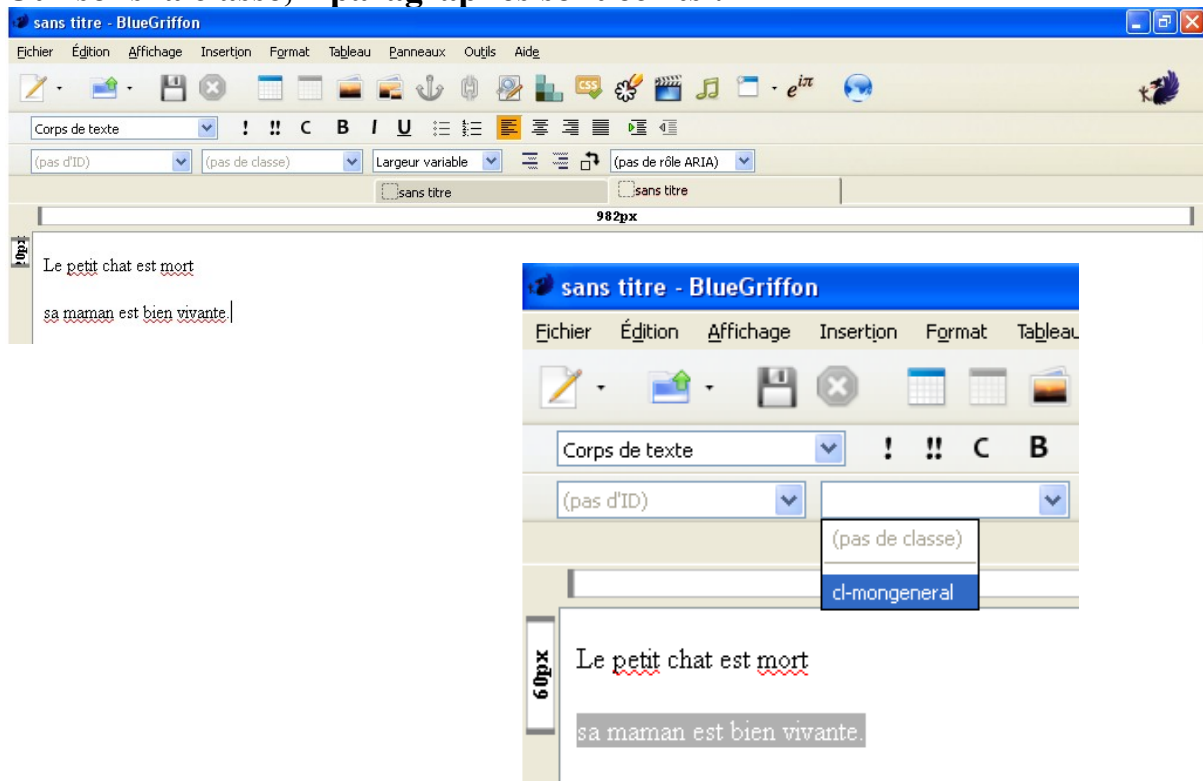 sans titre - BlueGriffon
Fichier Édition Affichage Insertion Format Tableau Panneaux Outils Aide
CSS e^iπ
Corps de texte ! !! C B I U
(pas d'ID) (pas de classe) Largeur variable (pas de rôle ARIA)
sans titre sans titre
982px
Le petit chat est mort
sa maman est bien vivante.
sans titre - BlueGriffon
Fichier Édition Affichage Insertion Format Tableau
Corps de texte ! !! C B
(pas d'ID)
(pas de classe)
cl-mongeneral
60px
Le petit chat est mort
sa maman est bien vivante.